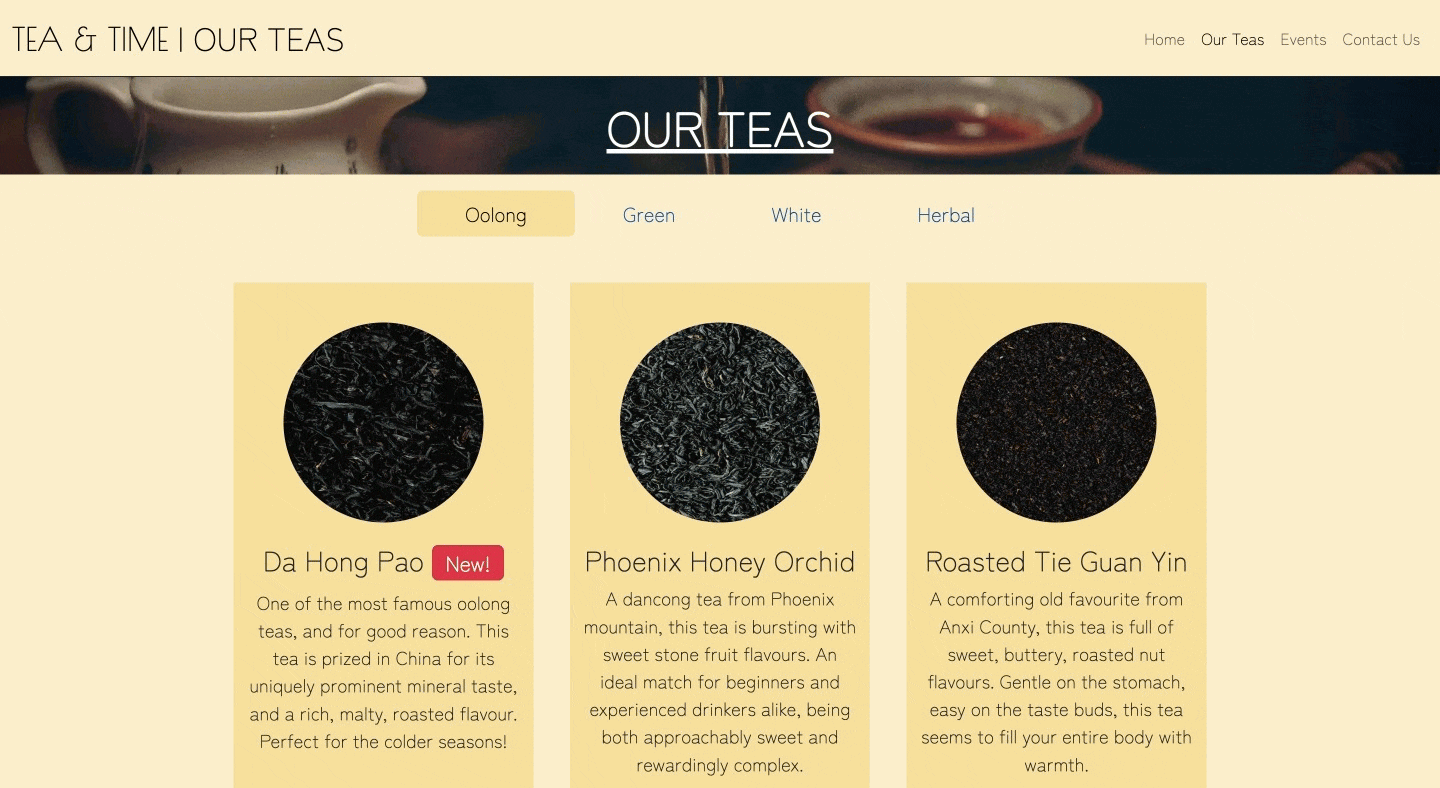 TEA & TIME | OUR TEAS
Home Our Teas Events Contact Us
OUR TEAS
Oolong Green White Herbal
Da Hong Pao New!
One of the most famous oolong
teas, and for good reason. This
tea is prized in China for its
uniquely prominent mineral taste,
and a rich, malty, roasted flavour.
Perfect for the colder seasons!
Phoenix Honey Orchid
A dancong tea from Phoenix
mountain, this tea is bursting with
sweet stone fruit flavours. An
ideal match for beginners and
experienced drinkers alike, being
both approachably sweet and
rewardingly complex.
Roasted Tie Guan Yin
A comforting old favourite from
Anxi County, this tea is full of
sweet, buttery, roasted nut
flavours. Gentle on the stomach,
easy on the taste buds, this tea
seems to fill your entire body with
warmth.